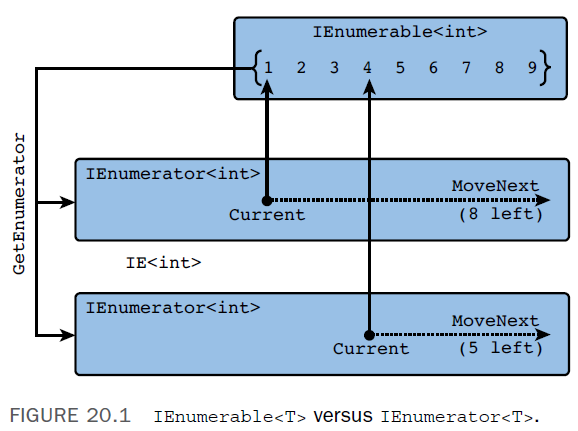 IEnumerable<int>
{1 2 3 4 5 6 7 8 9}
GetEnumerator
IEnumerator<int>
MoveNext
Current
(8 left)
IE<int>
IEnumerator<int>
MoveNext
Current
(5 left)
FIGURE 20.1 IEnumerable<T> versus IEnumerator<T>.